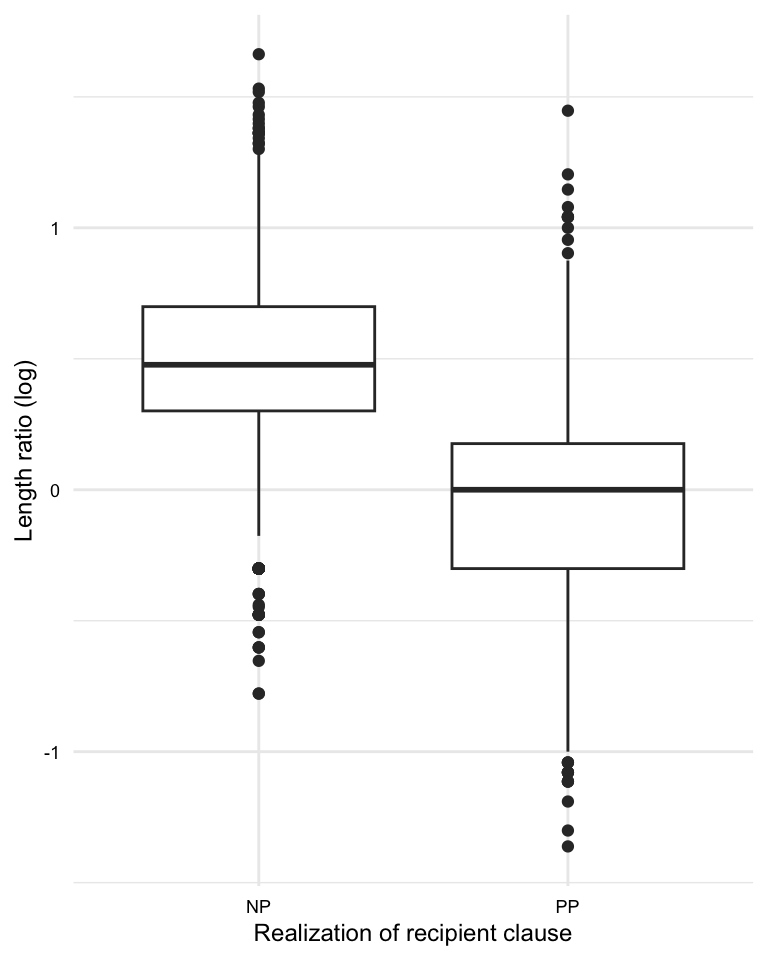 1
0
-1
Length ratio (log)
NP PP
Realization of recipient clause